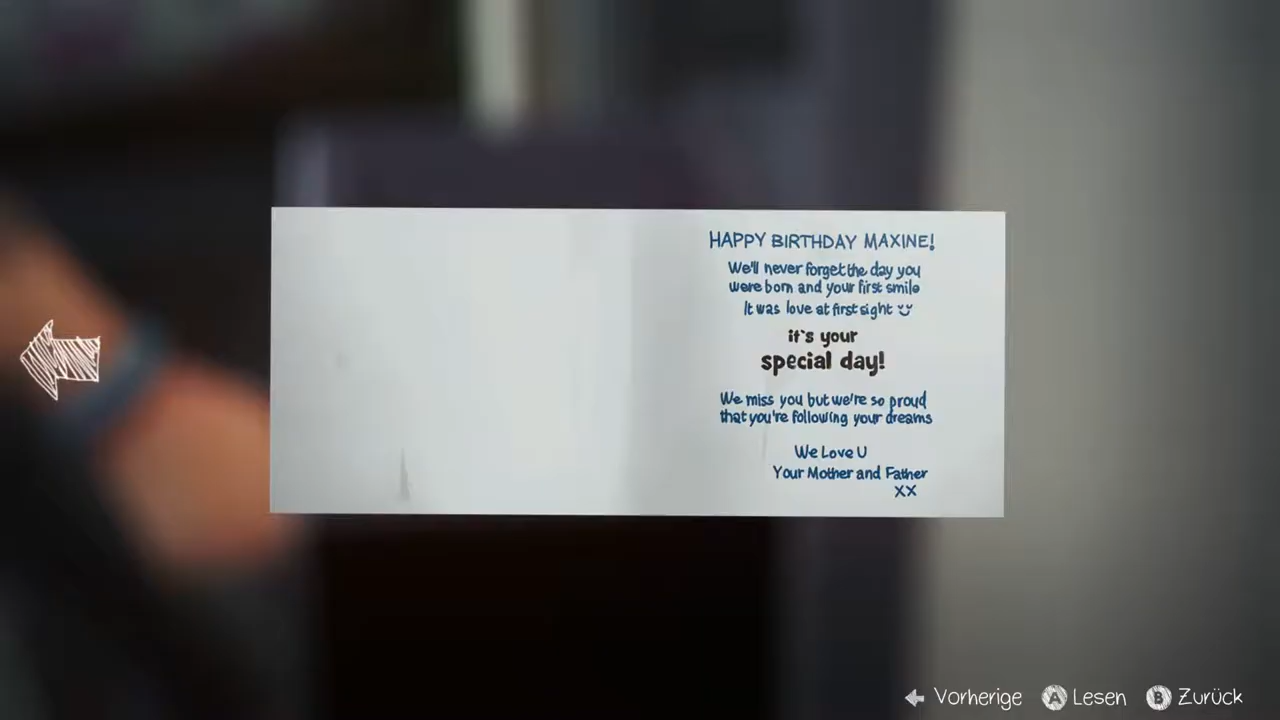 HAPPY BIRTHDAY MAXINE!
We'll never forget the day you
were born and your first smile
It was love at first sight
it's your
special day!
We miss you but we're so proud
that you're following your dreams
We Love U
Your Mother and Father
XX
Vorherige A Lesen B Zurück